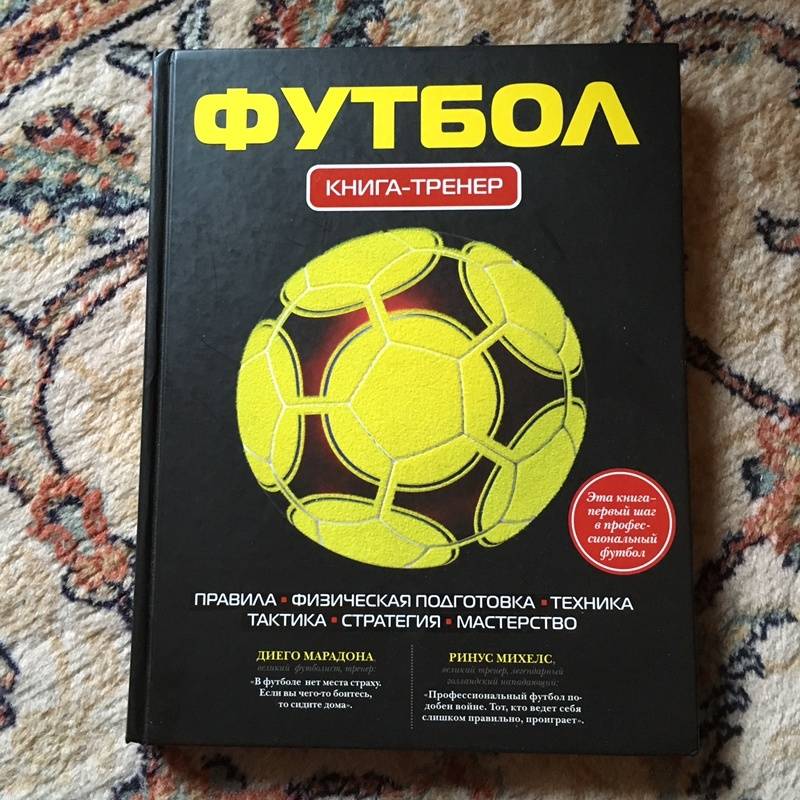 ФУТБОЛ
КНИГА-ТРЕНЕР
Эта книга–
первый шаг
в профес-
сиональный
футбол
ПРАВИЛА ▪ ФИЗИЧЕСКАЯ ПОДГОТОВКА ▪ ТЕХНИКА
ТАКТИКА ▪ СТРАТЕГИЯ ▪ МАСТЕРСТВО
ДИЕГО МАРАДОНА,
великий футболист, тренер:
«В футболе нет места страху.
Если вы чего-то боитесь,
то сидите дома».
РИНУС МИХЕЛС,
великий тренер, легендарный
голландский нападающий:
«Профессиональный футбол по-
добен войне. Тот, кто ведет себя
слишком правильно, проиграет».